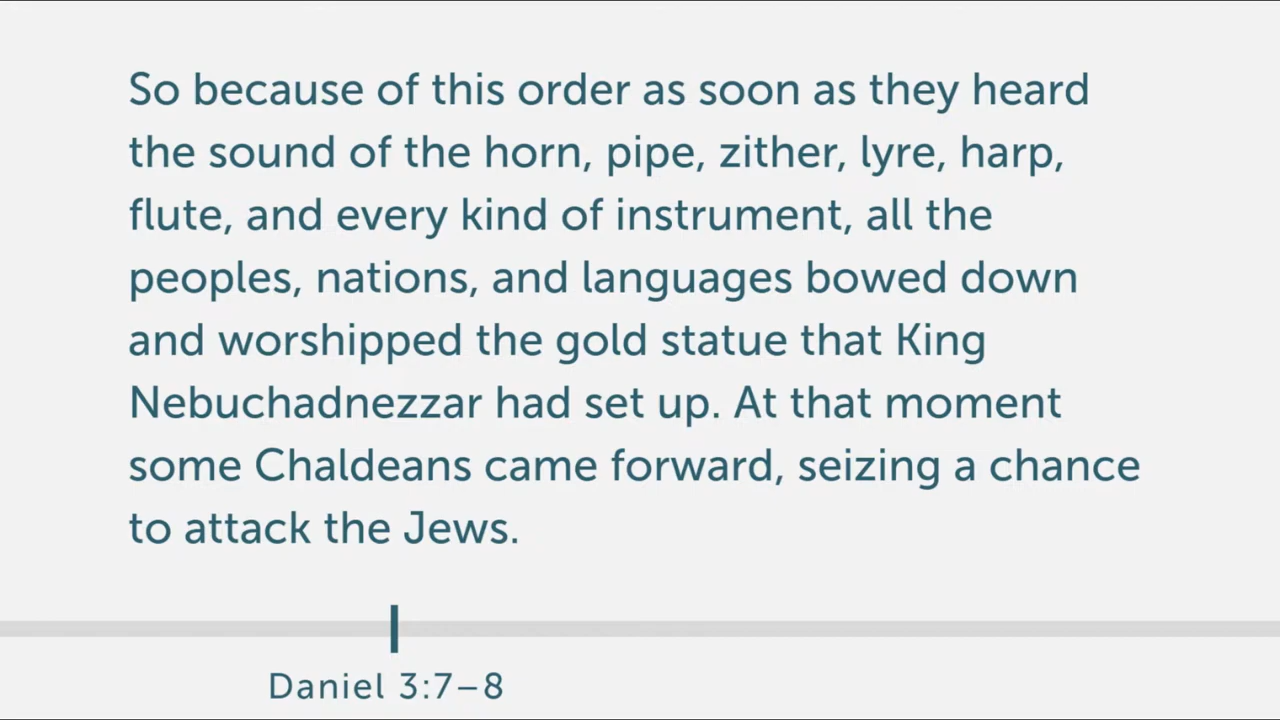 So because of this order as soon as they heard
the sound of the horn, pipe, zither, lyre, harp,
flute, and every kind of instrument, all the
peoples, nations, and languages bowed down
and worshipped the gold statue that King
Nebuchadnezzar had set up. At that moment
some Chaldeans came forward, seizing a chance
to attack the Jews.
Daniel 3:7–8